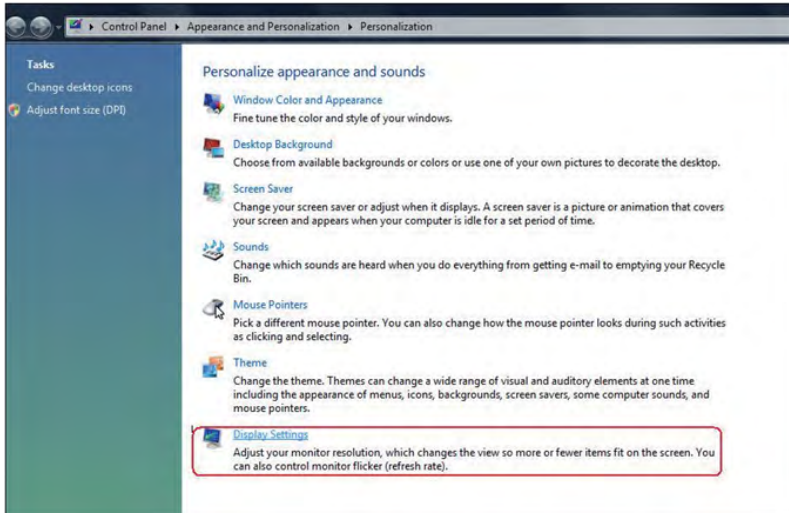 Control Panel ▸ Appearance and Personalization ▸ Personalization
Tasks
Change desktop icons
Adjust font size (DPI)
Personalize appearance and sounds
Window Color and Appearance
Fine tune the color and style of your windows.
Desktop Background
Choose from available backgrounds or colors or use one of your own pictures to decorate the desktop.
Screen Saver
Change your screen saver or adjust when it displays. A screen saver is a picture or animation that covers
your screen and appears when your computer is idle for a set period of time.
Sounds
Change which sounds are heard when you do everything from getting e-mail to emptying your Recycle
Bin.
Mouse Pointers
Pick a different mouse pointer. You can also change how the mouse pointer looks during such activities
as clicking and selecting.
Theme
Change the theme. Themes can change a wide range of visual and auditory elements at one time
including the appearance of menus, icons, backgrounds, screen savers, some computer sounds, and
mouse pointers.
Display Settings
Adjust your monitor resolution, which changes the view so more or fewer items fit on the screen. You
can also control monitor flicker (refresh rate).